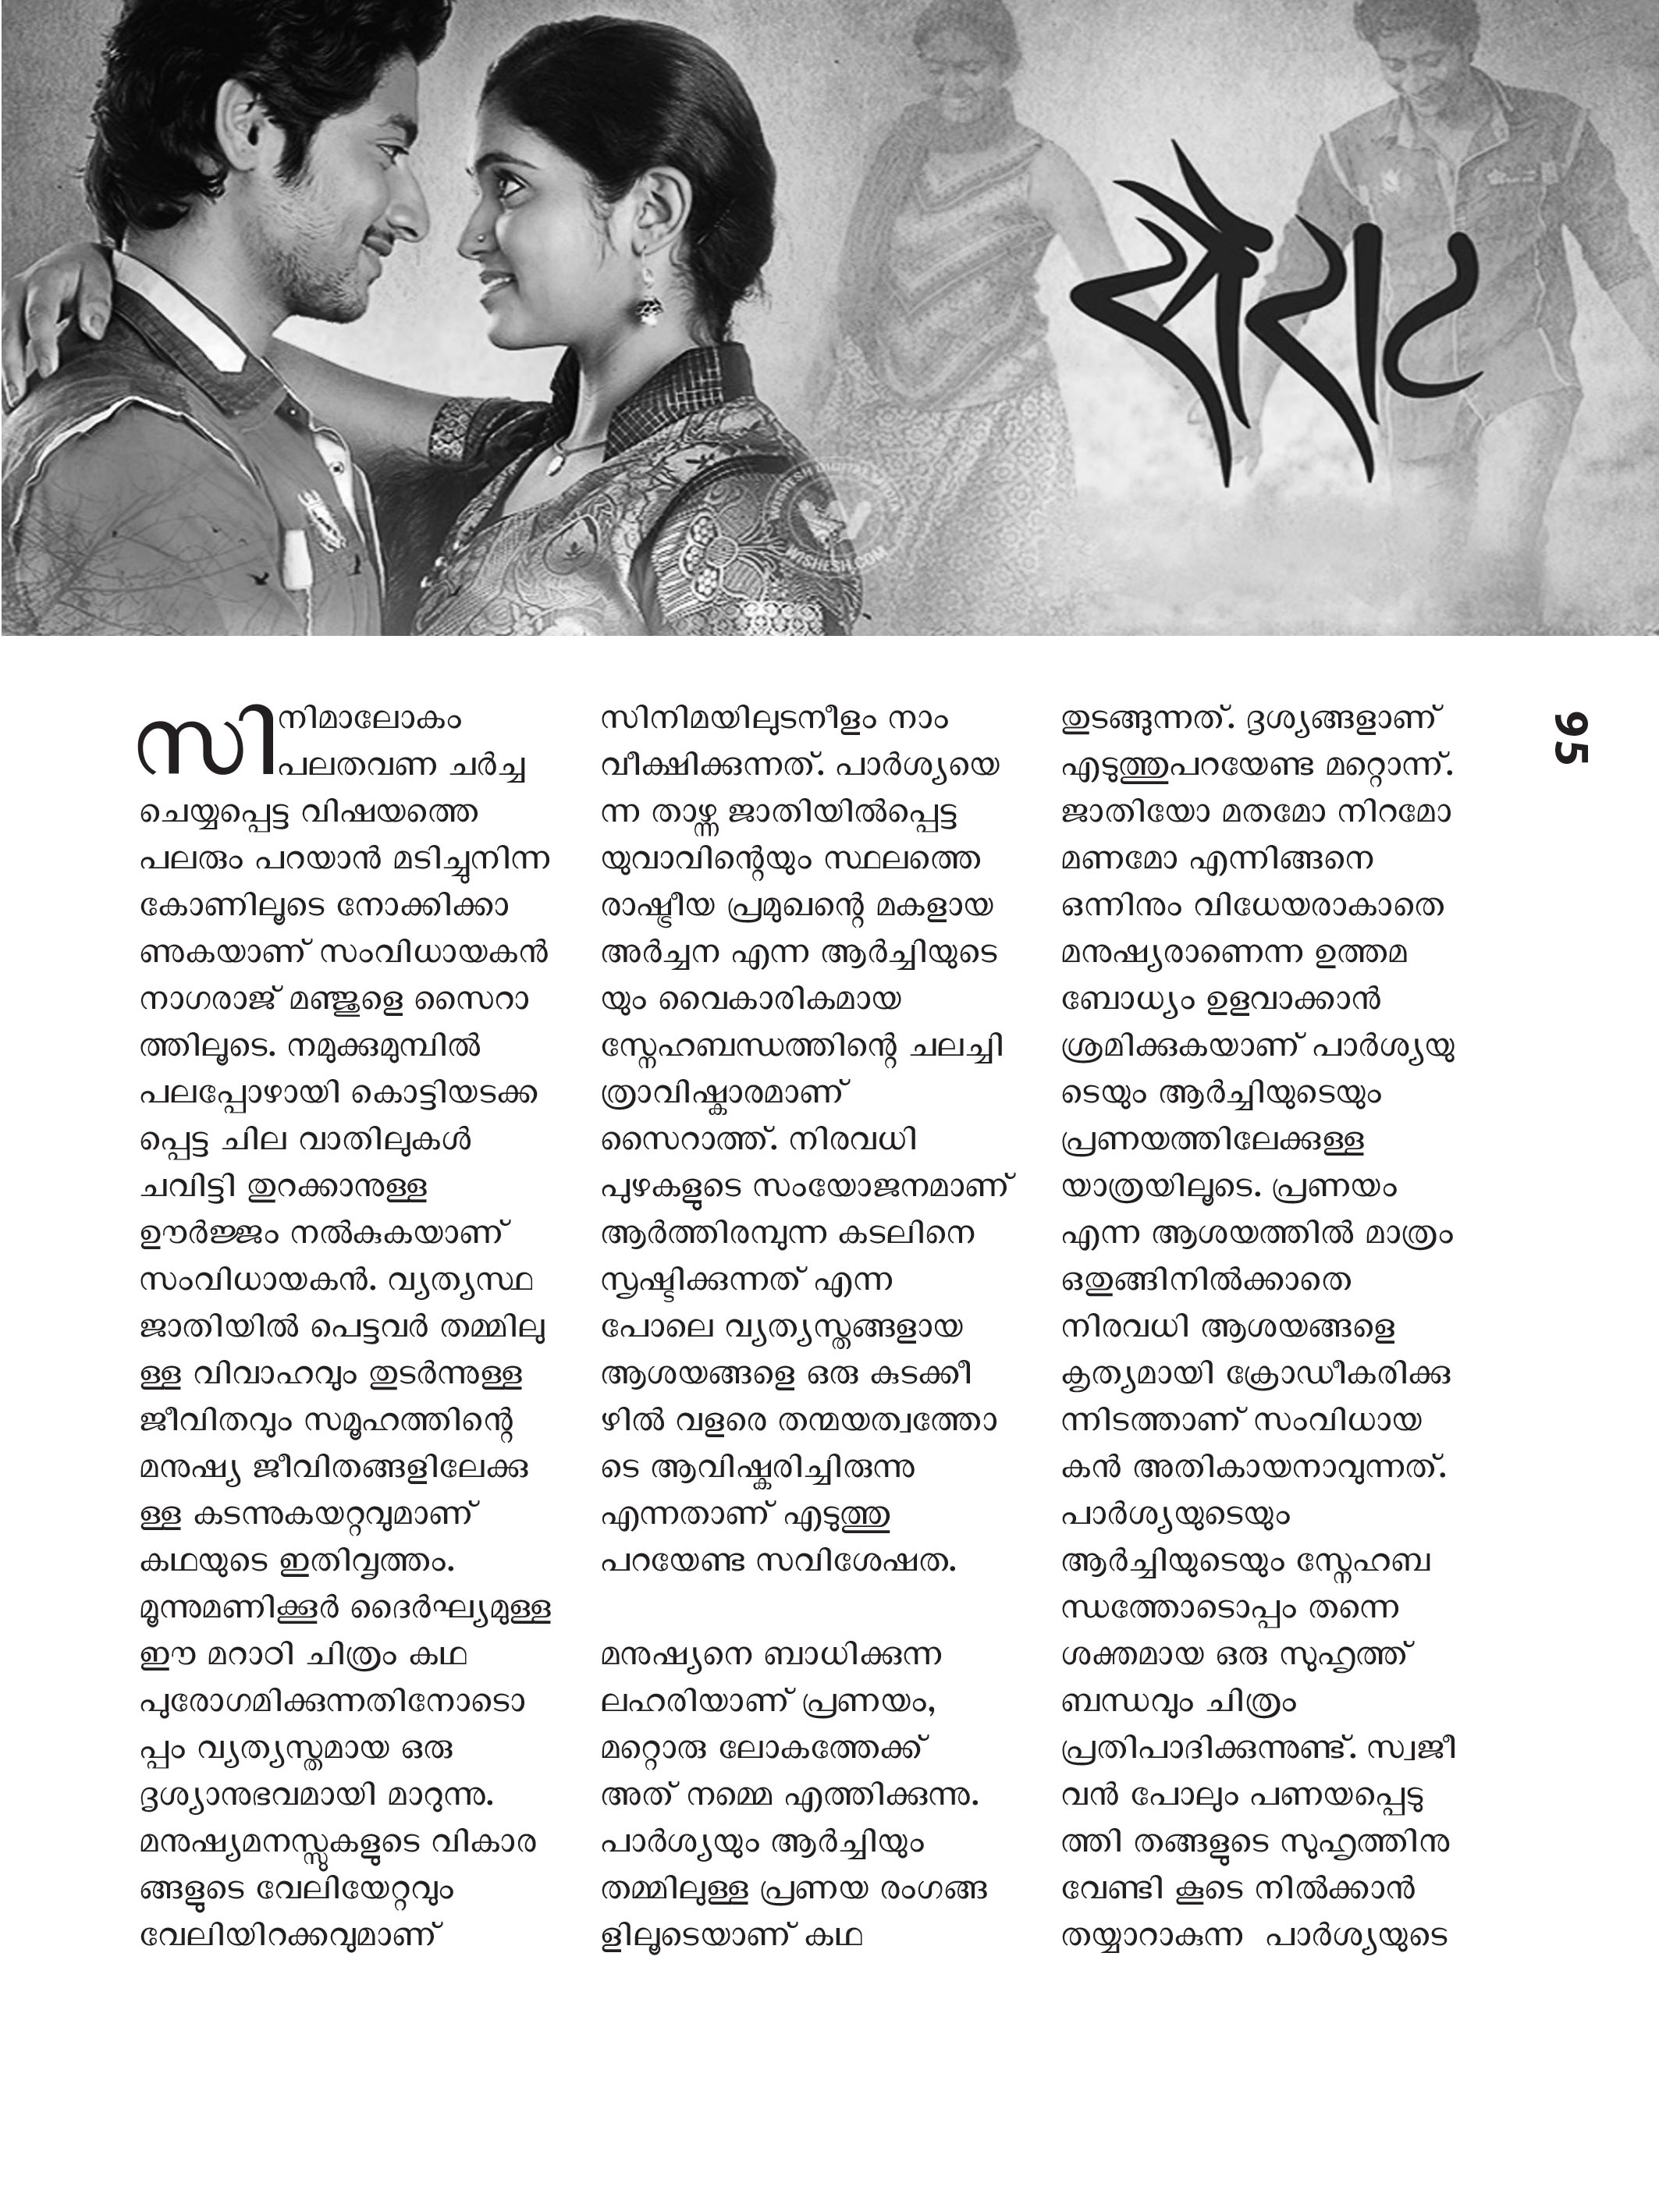 सैराट
WISHESH.COM
സിനിമാലോകം
പലതവണ ചർച്ച
ചെയ്യപ്പെട്ട വിഷയത്തെ
പലരും പറയാൻ മടിച്ചുനിന്ന
കോണിലൂടെ നോക്കിക്കാ
ണുകയാണ് സംവിധായകൻ
നാഗരാജ് മഞ്ജുളെ സൈറാ
ത്തിലൂടെ. നമുക്കുമുമ്പിൽ
പലപ്പോഴായി കൊട്ടിയടക്ക
പ്പെട്ട ചില വാതിലുകൾ
ചവിട്ടി തുറക്കാനുള്ള
ഊർജ്ജം നൽകുകയാണ്
സംവിധായകൻ. വ്യത്യസ്ഥ
ജാതിയിൽ പെട്ടവർ തമ്മിലു
ള്ള വിവാഹവും തുടർന്നുള്ള
ജീവിതവും സമൂഹത്തിന്റെ
മനുഷ്യ ജീവിതങ്ങളിലേക്കു
ള്ള കടന്നുകയറ്റവുമാണ്
കഥയുടെ ഇതിവൃത്തം.
മൂന്നുമണിക്കൂർ ദൈർഘ്യമുള്ള
ഈ മറാഠി ചിത്രം കഥ
പുരോഗമിക്കുന്നതിനോടൊ
പ്പം വ്യത്യസ്തമായ ഒരു
ദൃശ്യാനുഭവമായി മാറുന്നു.
മനുഷ്യമനസ്സുകളുടെ വികാര
ങ്ങളുടെ വേലിയേറ്റവും
വേലിയിറക്കവുമാണ്
സിനിമയിലുടനീളം നാം
വീക്ഷിക്കുന്നത്. പാർശ്യയെ
ന്ന താഴ്ന്ന ജാതിയിൽപ്പെട്ട
യുവാവിന്റെയും സ്ഥലത്തെ
രാഷ്ട്രീയ പ്രമുഖന്റെ മകളായ
അർച്ചന എന്ന ആർച്ചിയുടെ
യും വൈകാരികമായ
സ്നേഹബന്ധത്തിന്റെ ചലച്ചി
ത്രാവിഷ്കാരമാണ്
സൈറാത്ത്. നിരവധി
പുഴകളുടെ സംയോജനമാണ്
ആർത്തിരമ്പുന്ന കടലിനെ
സൃഷ്ടിക്കുന്നത് എന്ന
പോലെ വ്യത്യസ്തങ്ങളായ
ആശയങ്ങളെ ഒരു കുടക്കീ
ഴിൽ വളരെ തന്മയത്വത്തോ
ടെ ആവിഷ്കരിച്ചിരുന്നു
എന്നതാണ് എടുത്തു
പറയേണ്ട സവിശേഷത.
മനുഷ്യനെ ബാധിക്കുന്ന
ലഹരിയാണ് പ്രണയം,
മറ്റൊരു ലോകത്തേക്ക്
അത് നമ്മെ എത്തിക്കുന്നു.
പാർശ്യയും ആർച്ചിയും
തമ്മിലുള്ള പ്രണയ രംഗങ്ങ
ളിലൂടെയാണ് കഥ
തുടങ്ങുന്നത്. ദൃശ്യങ്ങളാണ്
എടുത്തുപറയേണ്ട മറ്റൊന്ന്.
ജാതിയോ മതമോ നിറമോ
മണമോ എന്നിങ്ങനെ
ഒന്നിനും വിധേയരാകാതെ
മനുഷ്യരാണെന്ന ഉത്തമ
ബോധ്യം ഉളവാക്കാൻ
ശ്രമിക്കുകയാണ് പാർശ്യയു
ടെയും ആർച്ചിയുടെയും
പ്രണയത്തിലേക്കുള്ള
യാത്രയിലൂടെ. പ്രണയം
എന്ന ആശയത്തിൽ മാത്രം
ഒതുങ്ങിനിൽക്കാതെ
നിരവധി ആശയങ്ങളെ
കൃത്യമായി ക്രോഡീകരിക്കു
ന്നിടത്താണ് സംവിധായ
കൻ അതികായനാവുന്നത്.
പാർശ്യയുടെയും
ആർച്ചിയുടെയും സ്നേഹബ
ന്ധത്തോടൊപ്പം തന്നെ
ശക്തമായ ഒരു സുഹൃത്ത്
ബന്ധവും ചിത്രം
പ്രതിപാദിക്കുന്നുണ്ട്. സ്വജീ
വൻ പോലും പണയപ്പെടു
ത്തി തങ്ങളുടെ സുഹൃത്തിനു
വേണ്ടി കൂടെ നിൽക്കാൻ
തയ്യാറാകുന്ന പാർശ്യയുടെ
95